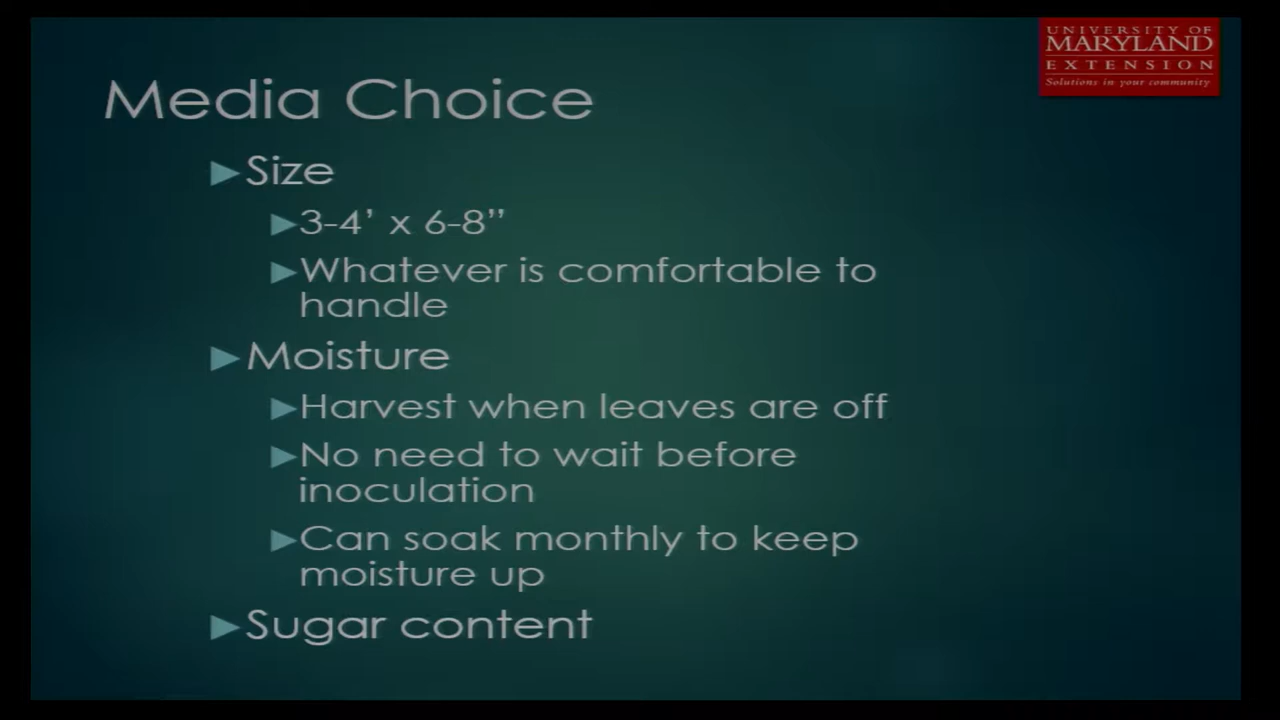 UNIVERSITY OF
MARYLAND
EXTENSION
Solutions in your community
Media Choice
Size
3-4’ x 6-8”
Whatever is comfortable to
handle
Moisture
Harvest when leaves are off
No need to wait before
inoculation
Can soak monthly to keep
moisture up
Sugar content